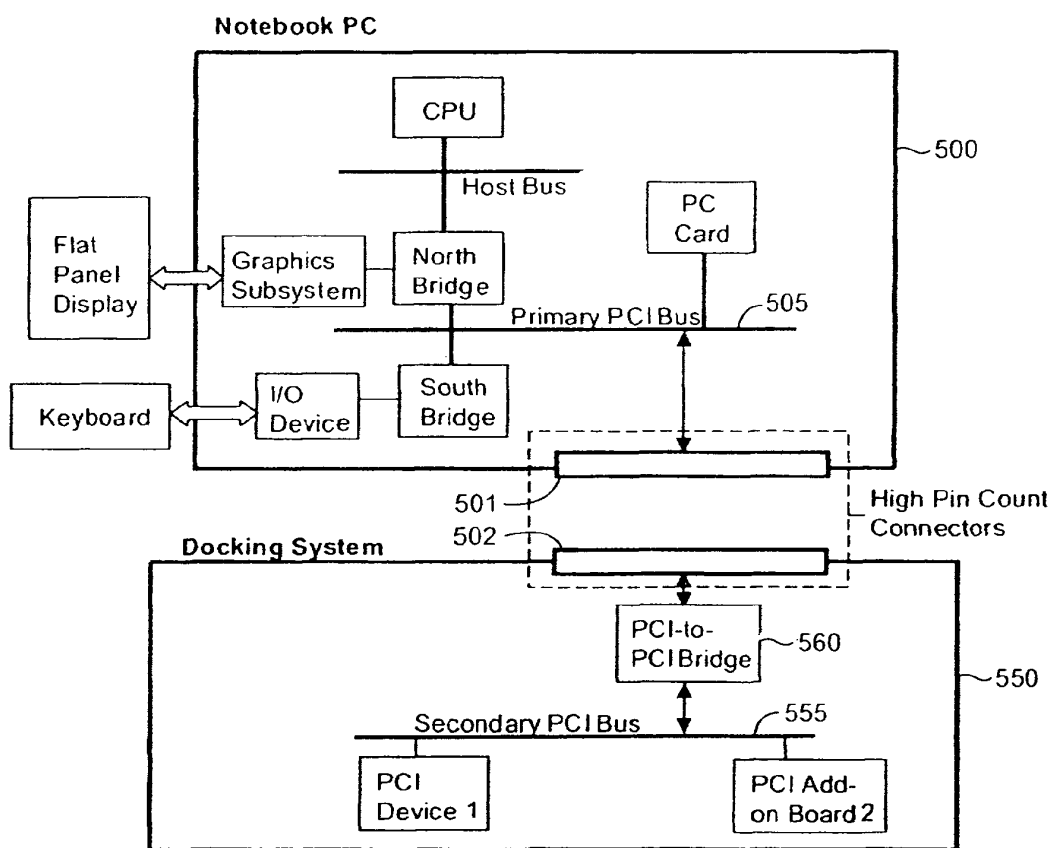 Notebook PC
CPU
500
Host Bus
PC
Card
Flat
Panel
Display
Graphics
Subsystem
North
Bridge
Primary PCI Bus
505
Keyboard
I/O
Device
South
Bridge
501
High Pin Count
Connectors
502
Docking System
PCI-to-
PCI Bridge
560
550
Secondary PCI Bus
555
PCI
Device 1
PCI Add-
on Board 2